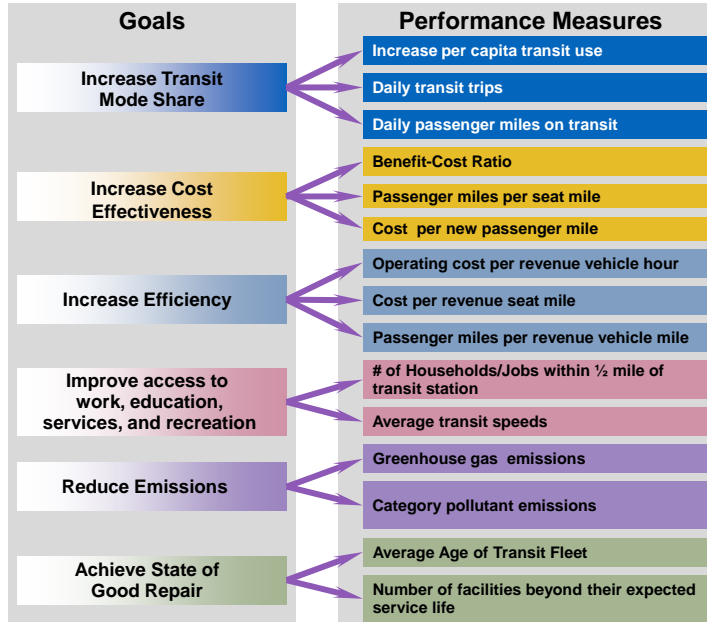 Goals
Performance Measures
Increase Transit
Mode Share
Increase per capita transit use
Daily transit trips
Daily passenger miles on transit
Increase Cost
Effectiveness
Benefit-Cost Ratio
Passenger miles per seat mile
Cost  per new passenger mile
Increase Efficiency
Operating cost per revenue vehicle hour
Cost per revenue seat mile
Passenger miles per revenue vehicle mile
Improve access to
work, education,
services, and recreation
# of Households/Jobs within ½ mile of
transit station
Average transit speeds
Reduce Emissions
Greenhouse gas  emissions
Category pollutant emissions
Achieve State of
Good Repair
Average Age of Transit Fleet
Number of facilities beyond their expected
service life